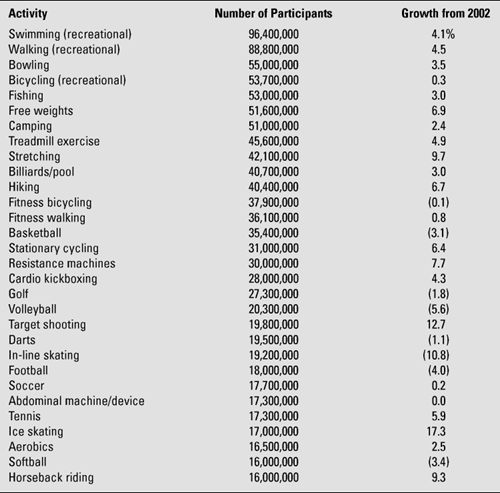 Activity Number of Participants Growth from 2002
Swimming (recreational) 96,400,000 4.1%
Walking (recreational) 88,800,000 4.5
Bowling 55,000,000 3.5
Bicycling (recreational) 53,700,000 0.3
Fishing 53,000,000 3.0
Free weights 51,600,000 6.9
Camping 51,000,000 2.4
Treadmill exercise 45,600,000 4.9
Stretching 42,100,000 9.7
Billiards/pool 40,700,000 3.0
Hiking 40,400,000 6.7
Fitness bicycling 37,900,000 (0.1)
Fitness walking 36,100,000 0.8
Basketball 35,400,000 (3.1)
Stationary cycling 31,000,000 6.4
Resistance machines 30,000,000 7.7
Cardio kickboxing 28,000,000 4.3
Golf 27,300,000 (1.8)
Volleyball 20,300,000 (5.6)
Target shooting 19,800,000 12.7
Darts 19,500,000 (1.1)
In-line skating 19,200,000 (10.8)
Football 18,000,000 (4.0)
Soccer 17,700,000 0.2
Abdominal machine/device 17,300,000 0.0
Tennis 17,300,000 5.9
Ice skating 17,000,000 17.3
Aerobics 16,500,000 2.5
Softball 16,000,000 (3.4)
Horseback riding 16,000,000 9.3